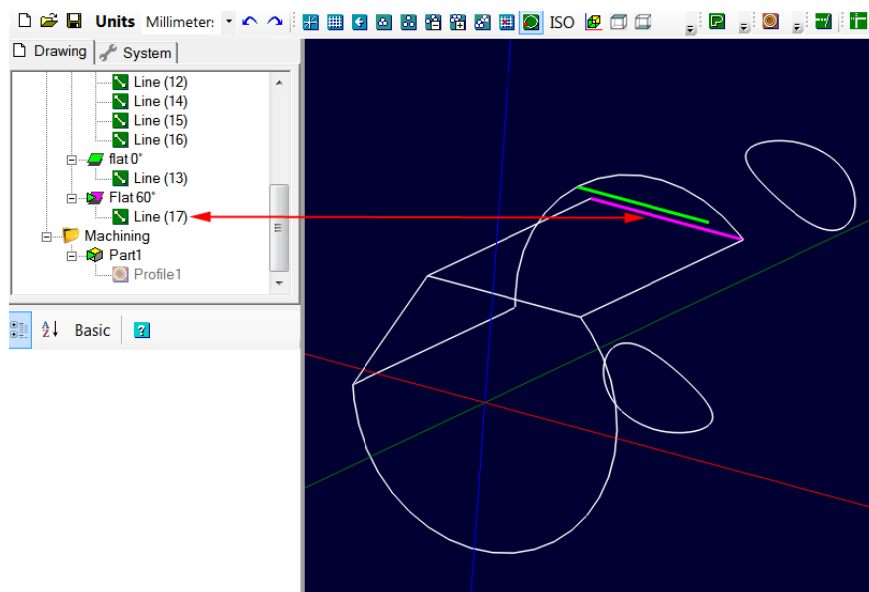 Units Millimeter: ISO
Drawing System
Line (12)
Line (14)
Line (15)
Line (16)
flat 0°
Line (13)
Flat 60°
Line (17)
Machining
Part1
Profile1
Basic